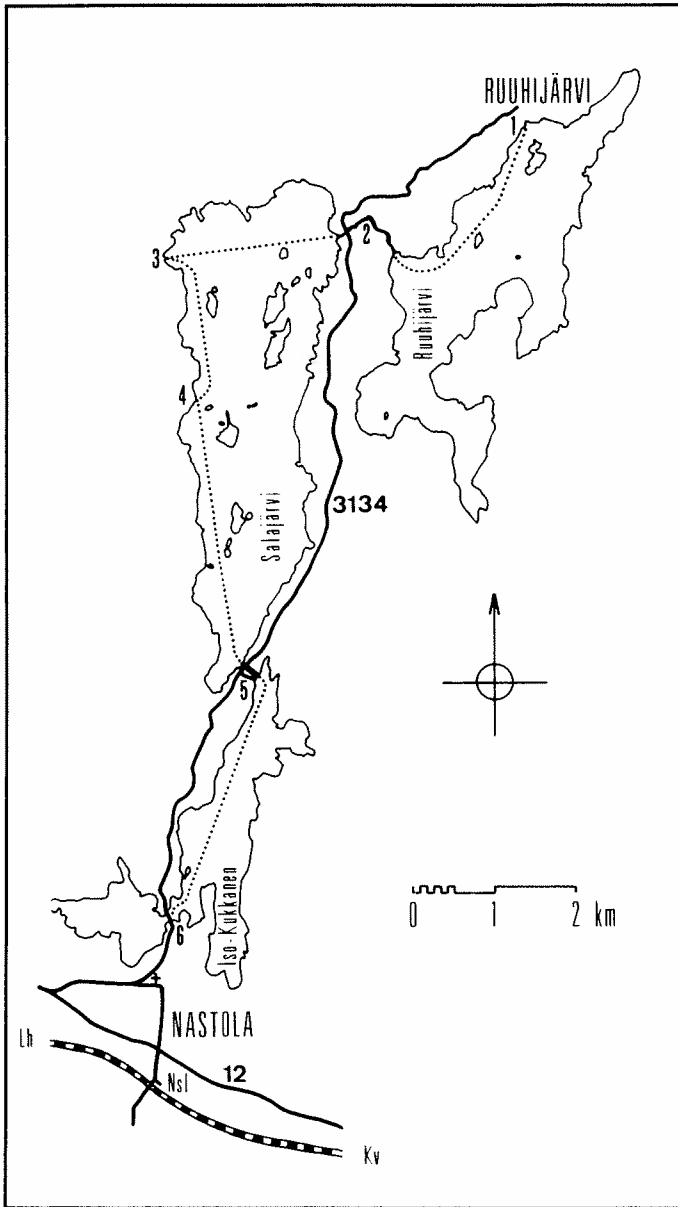 RUUHIJÄRVI
1
2
3
Ruuhijärvi
4
3134
Salajärvi
5
0 1 2 km
Iso-Kukkanen
6
NASTOLA
Lh
12
Nsl
Kv